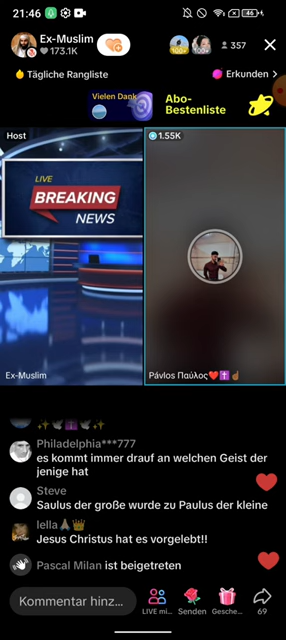 21:46
46
Ex-Muslim
173.1K
100+
100+
357
Tägliche Rangliste
Erkunden >
Vielen Dank
Abo-
Bestenliste
Host
LIVE
BREAKING
NEWS
Ex-Muslim
1.55K
Pávlos Παύλος❤️✝️☝🏾
✨🕊️✝️🕊️✨
Philadelphia***777
es kommt immer drauf an welchen Geist der
jenige hat
Steve
Saulus der große wurde zu Paulus der kleine
lella🙏🏽👑
Jesus Christus hat es vorgelebt!!
Pascal Milan ist beigetreten
Kommentar hinz...
LIVE mi...
Senden
Gesche...
69